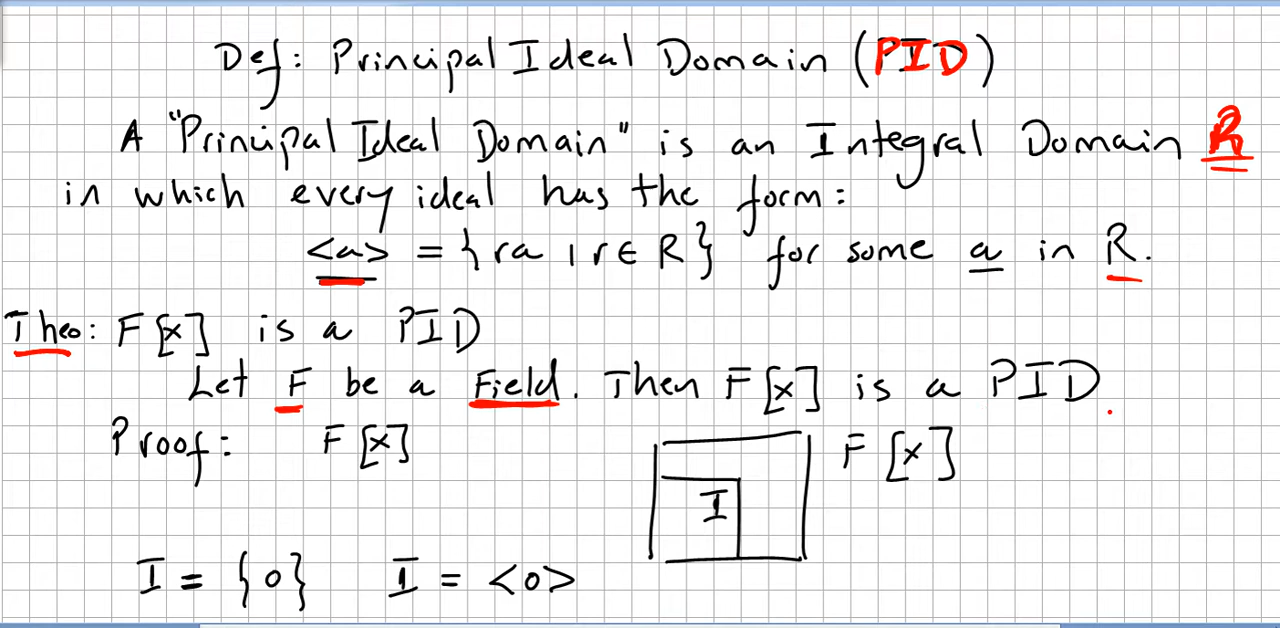 Def: Principal Ideal Domain (PID)
A "Principal Ideal Domain" is an Integral Domain R
in which every ideal has the form:
<a> = { ra | r ∈ R } for some a in R.
Theo: F[x] is a PID
Let F be a Field. Then F[x] is a PID.
Proof: F[x] F[x]
I
I = {0} I = <0>